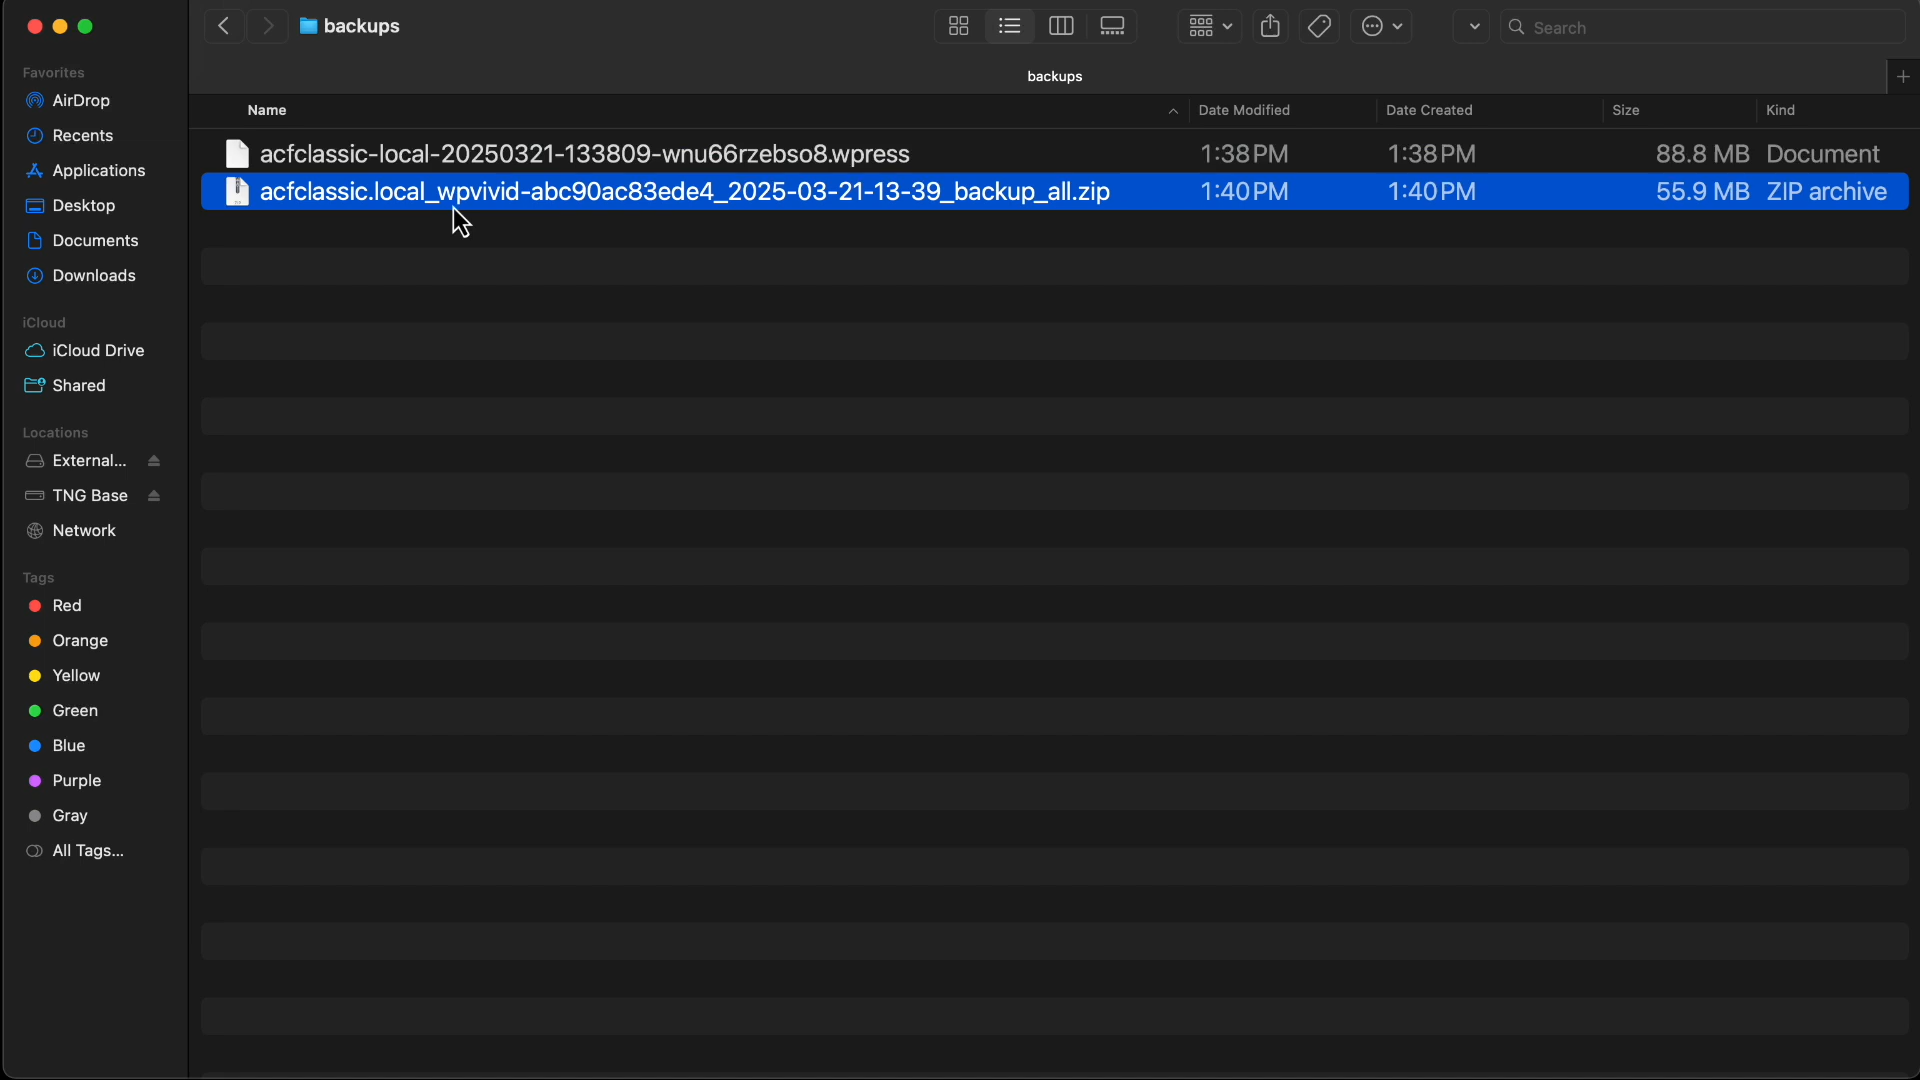 backups
Search
backups
Favorites
AirDrop
Recents
Applications
Desktop
Documents
Downloads
iCloud
iCloud Drive
Shared
Locations
External...
TNG Base
Network
Tags
Red
Orange
Yellow
Green
Blue
Purple
Gray
All Tags...
Name Date Modified Date Created Size Kind
acfclassic-local-20250321-133809-wnu66rzebso8.wpress 1:38 PM 1:38 PM 88.8 MB Document
acfclassic.local_wpvivid-abc90ac83ede4_2025-03-21-13-39_backup_all.zip 1:40 PM 1:40 PM 55.9 MB ZIP archive